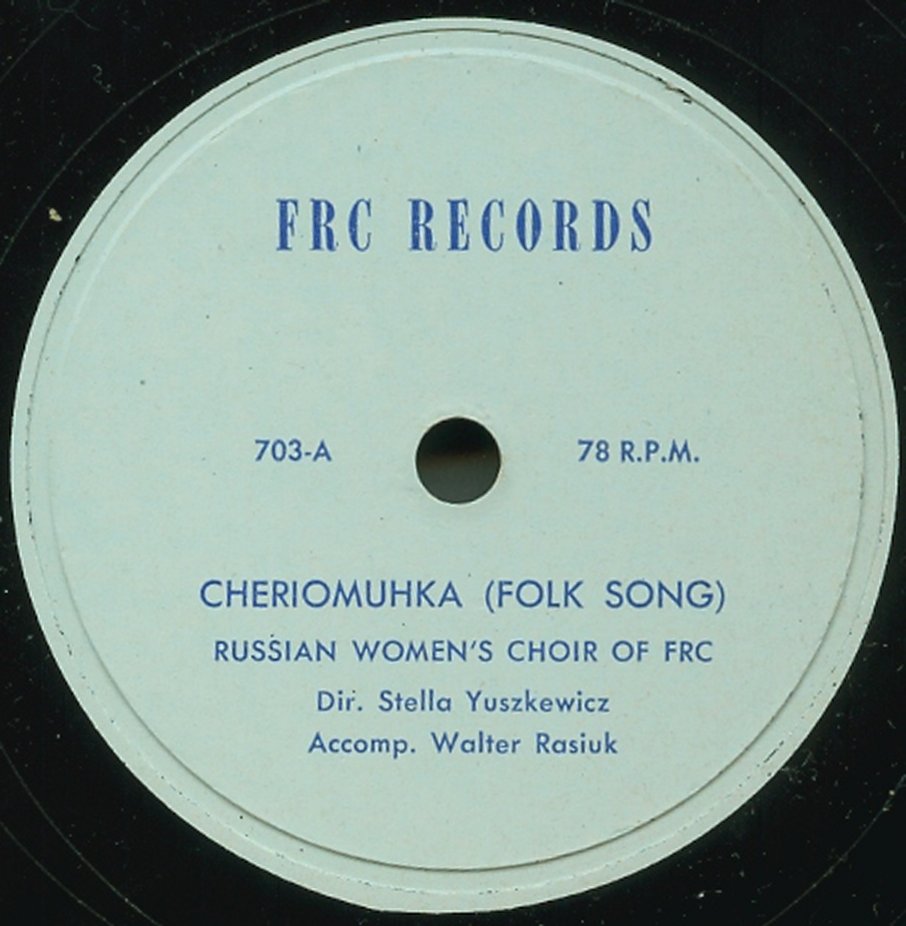 FRC RECORDS
703-A 78 R.P.M.
CHERIOMUHKA (FOLK SONG)
RUSSIAN WOMEN'S CHOIR OF FRC
Dir. Stella Yuszkewicz
Accomp. Walter Rasiuk